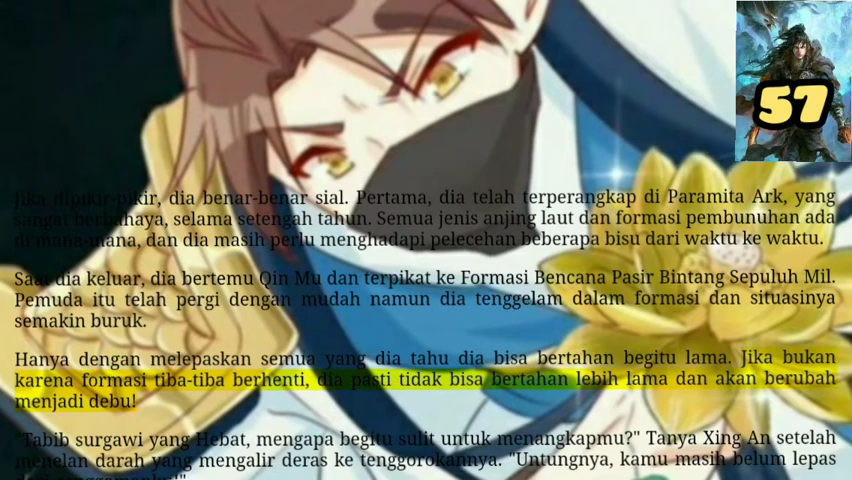 57
Jika dipikir-pikir, dia benar-benar sial. Pertama, dia telah terperangkap di Paramita Ark, yang
sangat berbahaya, selama setengah tahun. Semua jenis anjing laut dan formasi pembunuhan ada
di mana-mana, dan dia masih perlu menghadapi pelecehan beberapa bisu dari waktu ke waktu.
Saat dia keluar, dia bertemu Qin Mu dan terpikat ke Formasi Bencana Pasir Bintang Sepuluh Mil.
Pemuda itu telah pergi dengan mudah namun dia tenggelam dalam formasi dan situasinya
semakin buruk.
Hanya dengan melepaskan semua yang dia tahu dia bisa bertahan begitu lama. Jika bukan
karena formasi tiba-tiba berhenti, dia pasti tidak bisa bertahan lebih lama dan akan berubah
menjadi debu!
"Tabib surgawi yang Hebat, mengapa begitu sulit untuk menangkapmu?" Tanya Xing An setelah
menelan darah yang mengalir deras ke tenggorokannya. "Untungnya, kamu masih belum lepas